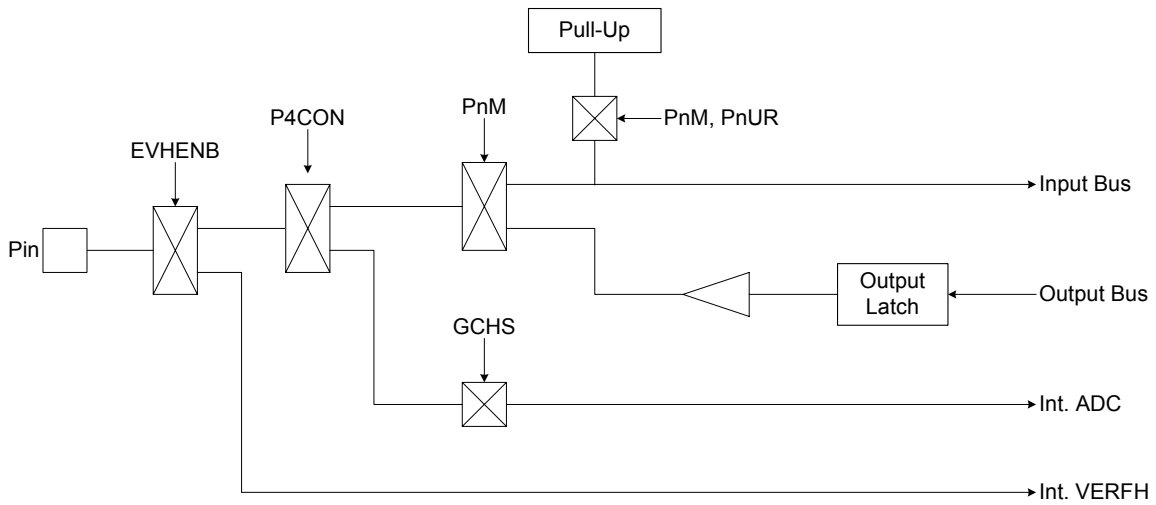 Pull-Up
PnM
PnM, PnUR
P4CON
EVHENB
Input Bus
Pin
Output
Latch
Output Bus
GCHS
Int. ADC
Int. VERFH